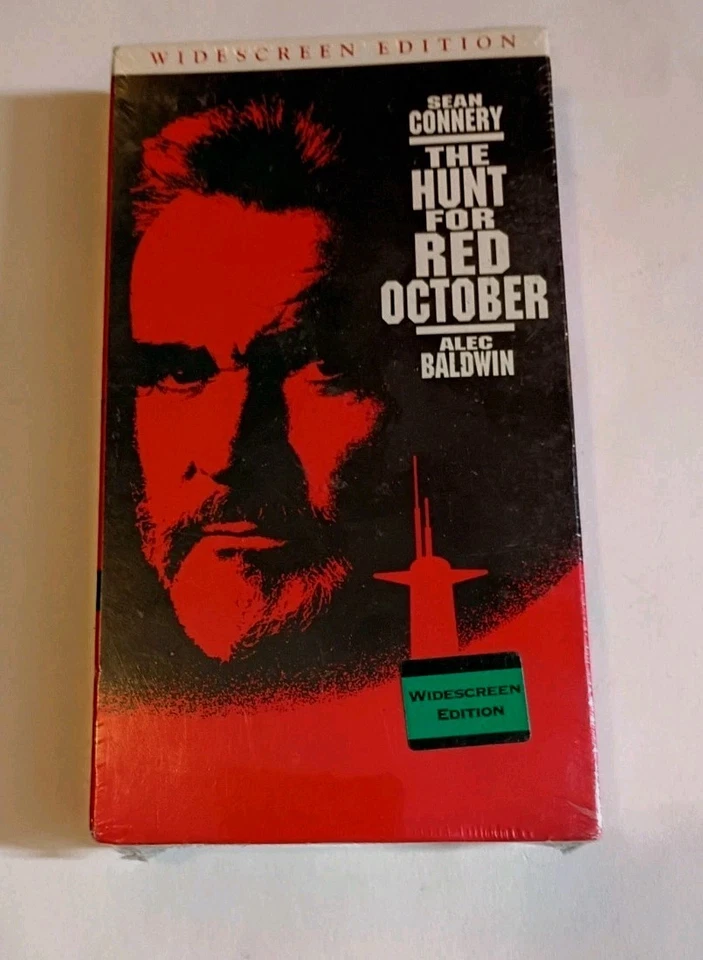 WIDESCREEN EDITION
SEAN
CONNERY
THE
HUNT
FOR
RED
OCTOBER
ALEC
BALDWIN
WIDESCREEN
EDITION